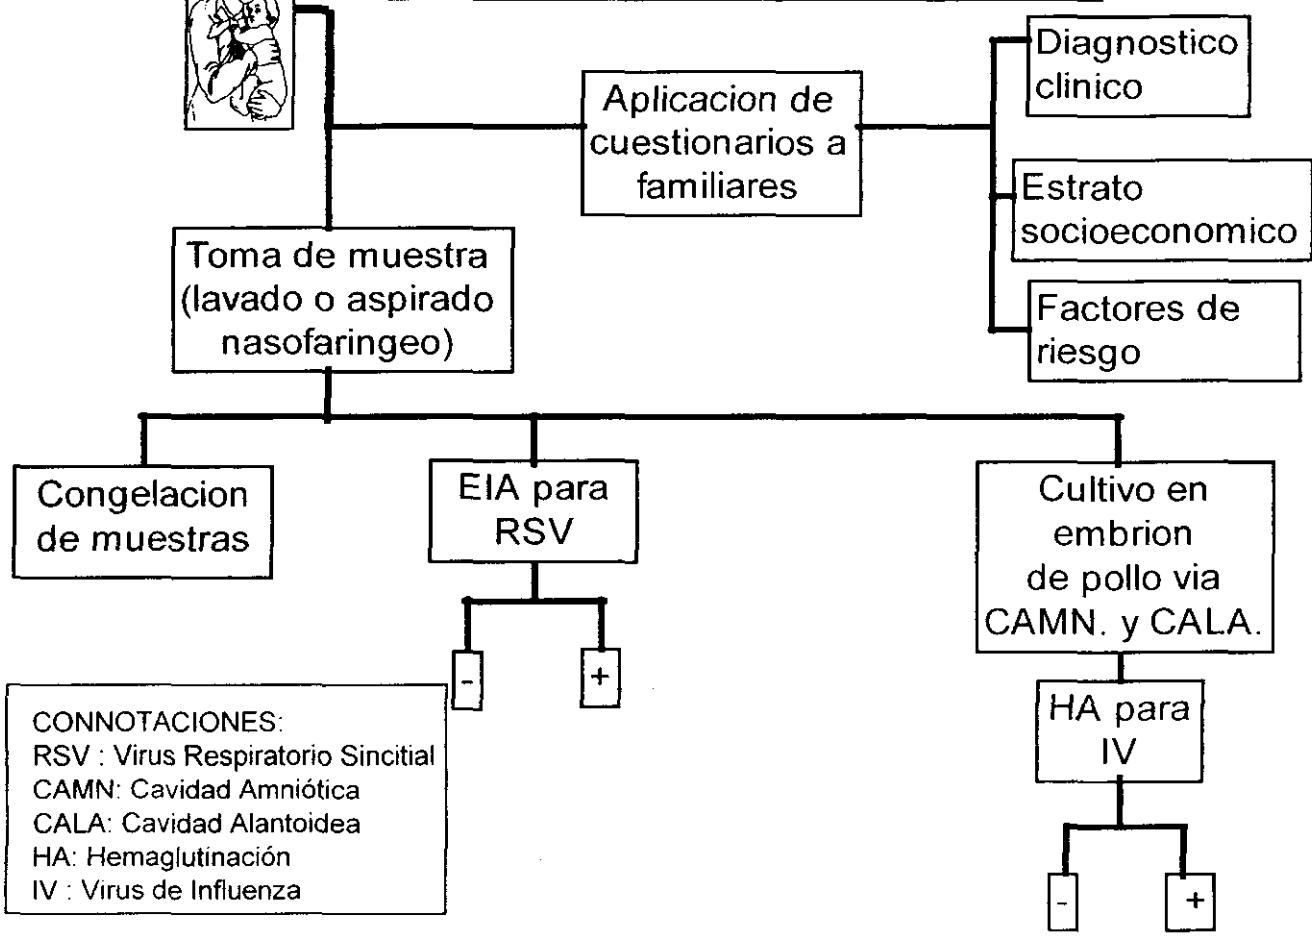 Diagnostico
clinico
Aplicacion de
cuestionarios a
familiares
Estrato
socioeconomico
Factores de
riesgo
Toma de muestra
(lavado o aspirado
nasofaringeo)
Congelacion
de muestras
EIA para
RSV
-
+
Cultivo en
embrion
de pollo via
CAMN. y CALA.
HA para
IV
-
+
CONNOTACIONES:
RSV : Virus Respiratorio Sincitial
CAMN: Cavidad Amniótica
CALA: Cavidad Alantoidea
HA: Hemaglutinación
IV : Virus de Influenza